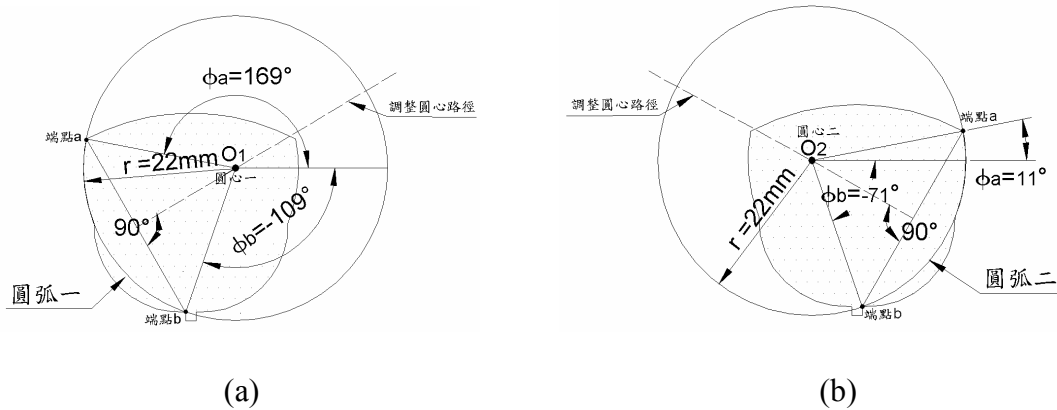 ϕa=169°
調整圓心路徑
端點a
r =22mm
O1
圓心一
90°
ϕb=-109°
圓弧一
端點b
(a)
調整圓心路徑
端點a
圓心二
O2
ϕa=11°
ϕb=-71°
r =22mm
90°
圓弧二
端點b
(b)